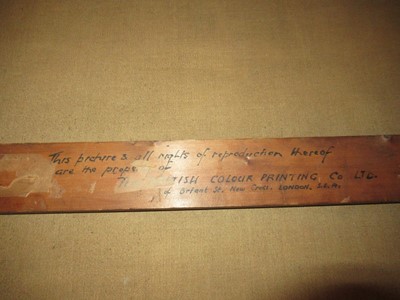 This picture & all rights of reproduction thereof
are the prope of
TISH COLOUR PRINTING Co LTD.
of St. New Cross. LONDON. S.E.14.